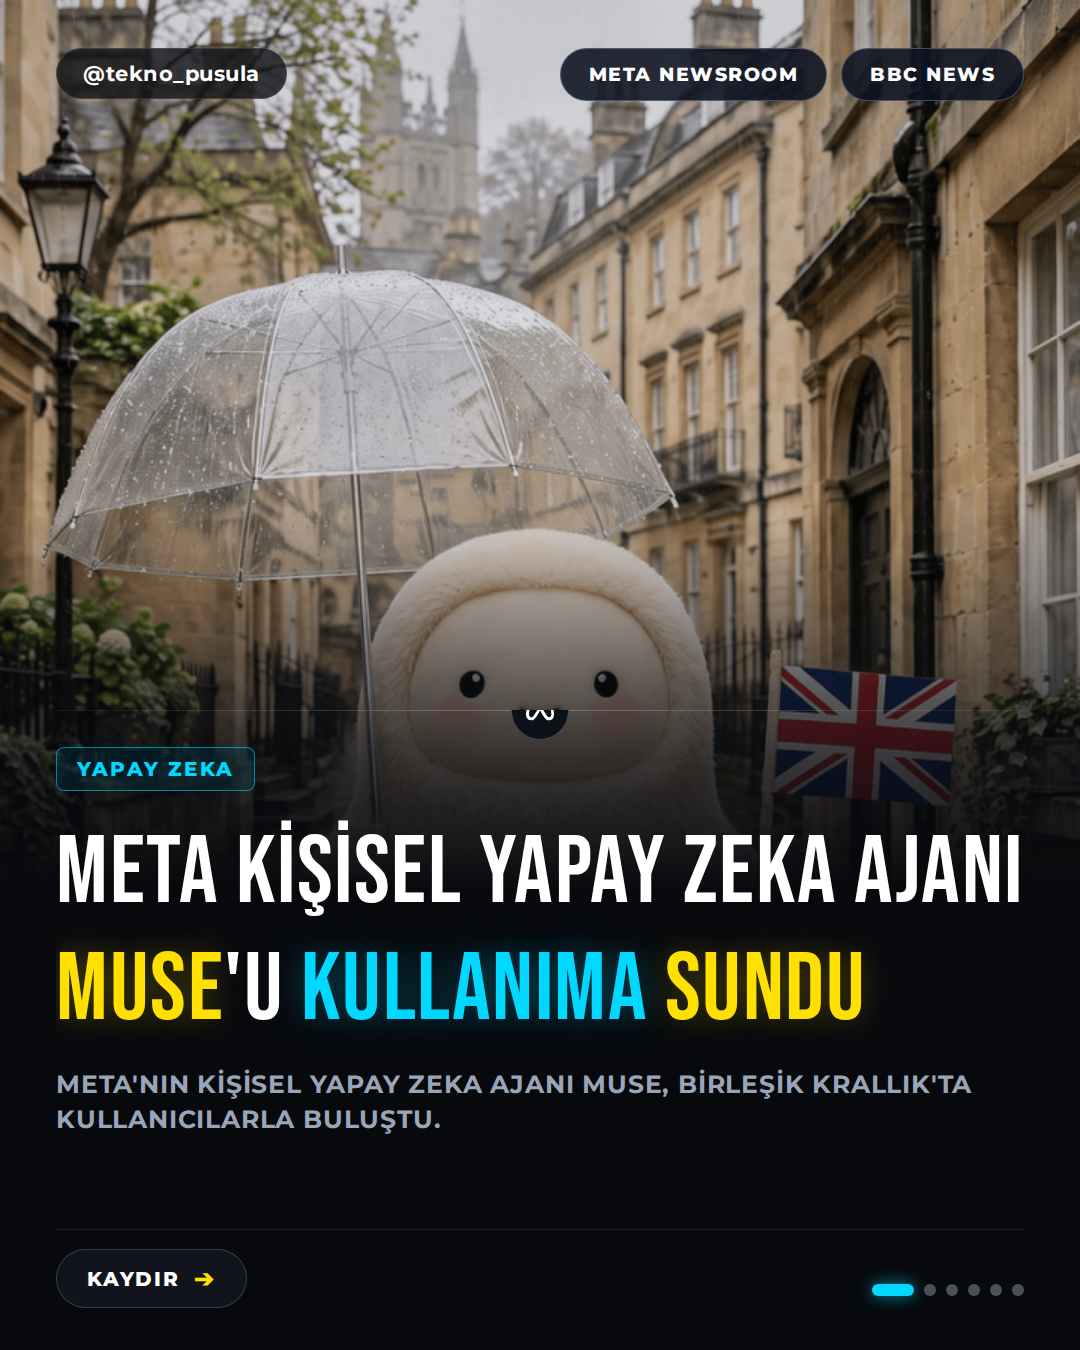 @tekno_pusula
META NEWSROOM
BBC NEWS
YAPAY ZEKA
META KİŞİSEL YAPAY ZEKA AJANI
MUSE'U KULLANIMA SUNDU
META'NIN KİŞİSEL YAPAY ZEKA AJANI MUSE, BİRLEŞİK KRALLIK'TA
KULLANICILARLA BULUŞTU.
KAYDIR ➔